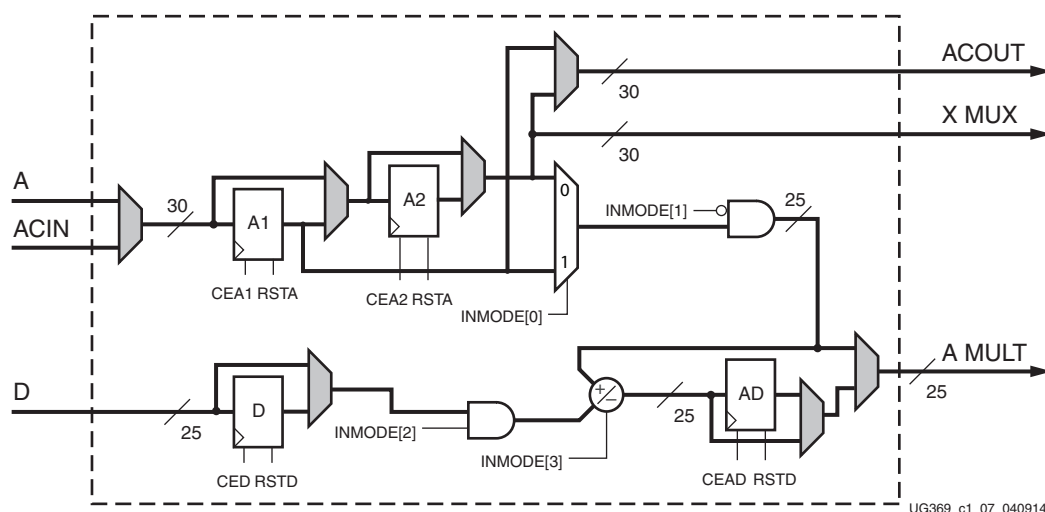 ACOUT
30
X MUX
30
A
30
A1
A2
0
INMODE[1]
25
ACIN
1
CEA1 RSTA
CEA2 RSTA
INMODE[0]
A MULT
25
D
25
D
+
−
25
AD
INMODE[2]
INMODE[3]
CED RSTD
CEAD RSTD
UG369_c1_07_040914